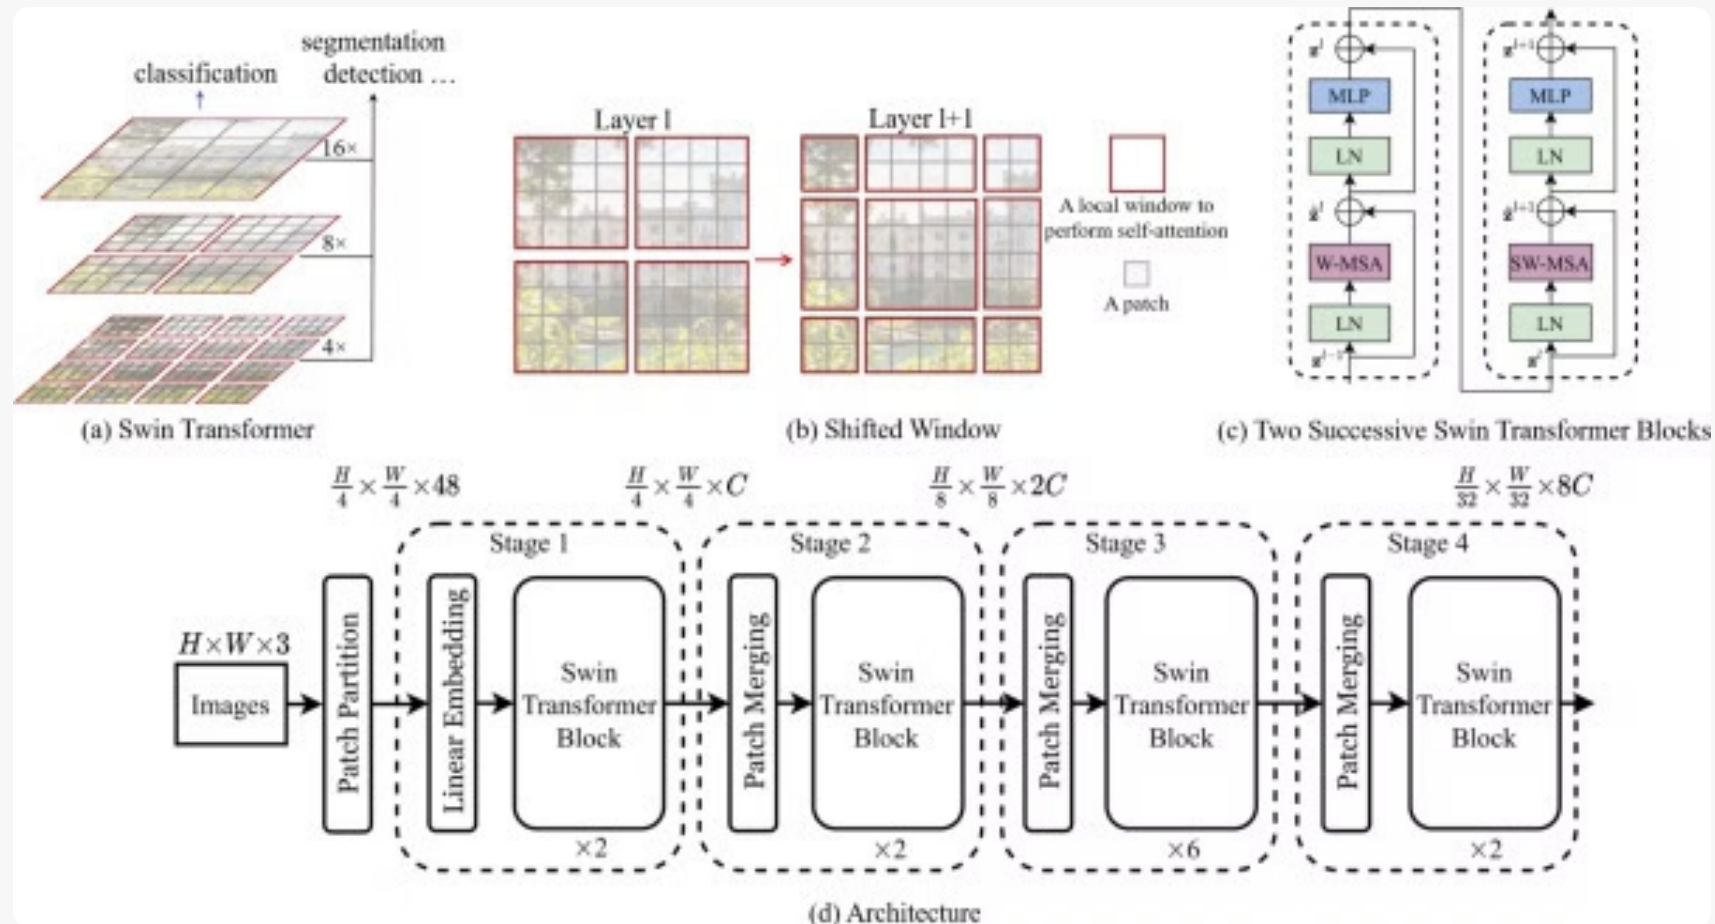 classification
segmentation
detection ...
16×
8×
4×
(a) Swin Transformer
Layer l
Layer l+1
A local window to
perform self-attention
A patch
(b) Shifted Window
z^l
MLP
LN
ẑ^l
W-MSA
LN
z^{l-1}
z^{l+1}
MLP
LN
ẑ^{l+1}
SW-MSA
LN
z^l
(c) Two Successive Swin Transformer Blocks
H/4 × W/4 × 48
H/4 × W/4 × C
H/8 × W/8 × 2C
H/32 × W/32 × 8C
H×W×3
Images
Patch Partition
Stage 1
Linear Embedding
Swin
Transformer
Block
×2
Stage 2
Patch Merging
Swin
Transformer
Block
×2
Stage 3
Patch Merging
Swin
Transformer
Block
×6
Stage 4
Patch Merging
Swin
Transformer
Block
×2
(d) Architecture